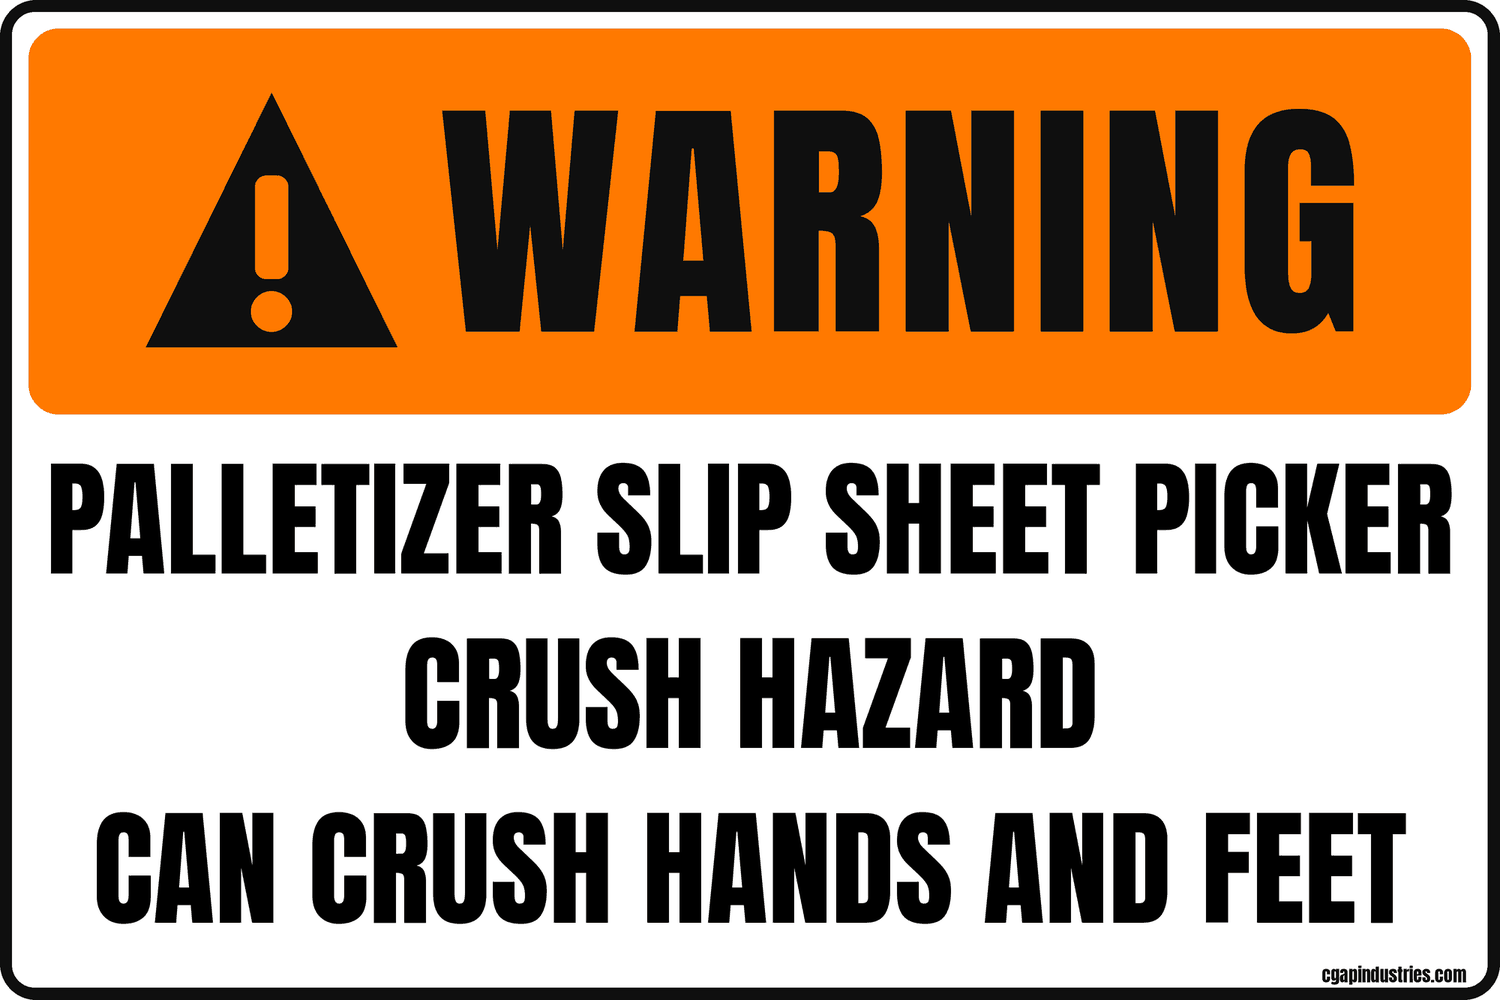 WARNING
PALLETIZER SLIP SHEET PICKER
CRUSH HAZARD
CAN CRUSH HANDS AND FEET
cgapindustries.com